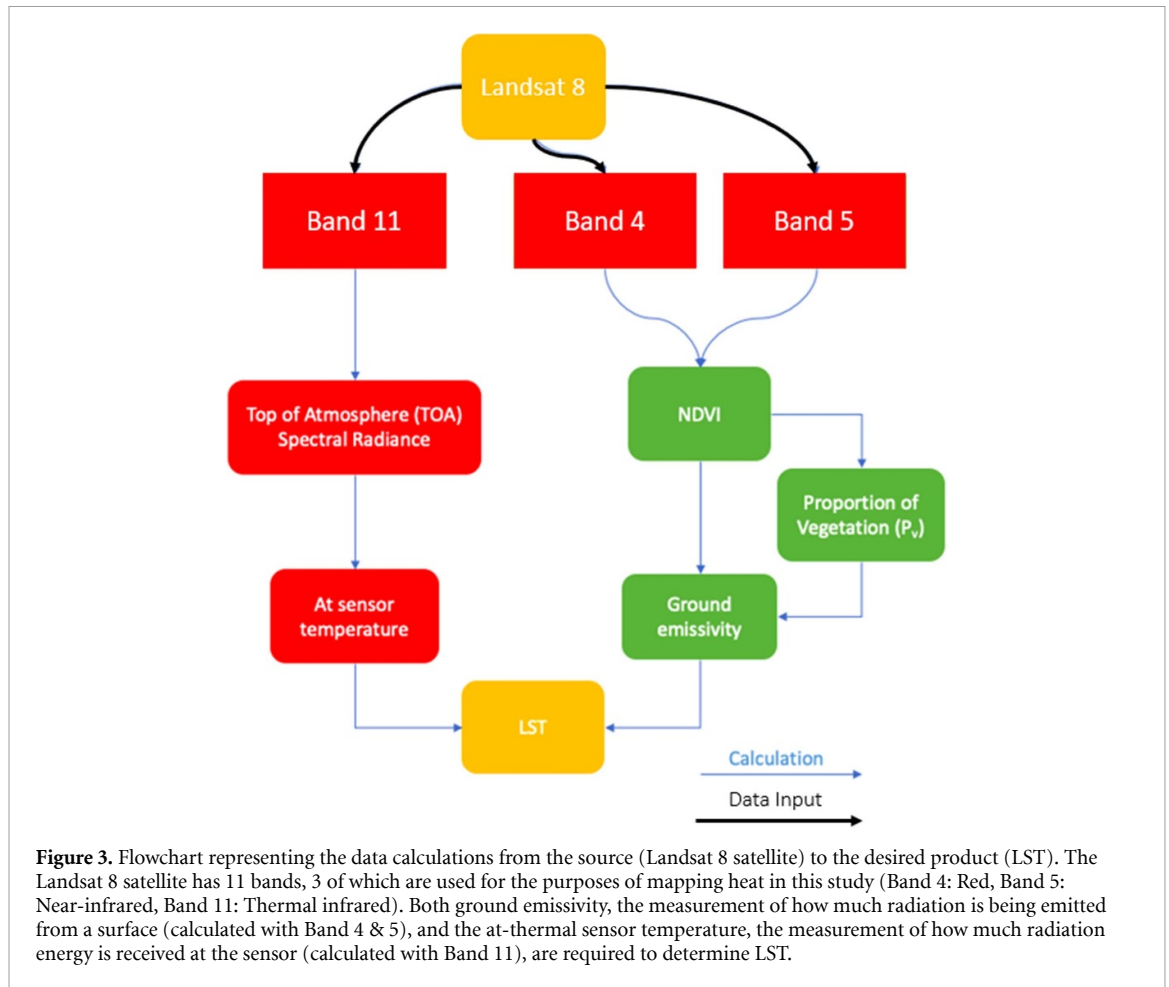 Landsat 8
Band 11
Band 4
Band 5
Top of Atmosphere (TOA)
Spectral Radiance
NDVI
Proportion of
Vegetation (Pᵥ)
At sensor
temperature
Ground
emissivity
LST
Calculation
Data Input
Figure 3. Flowchart representing the data calculations from the source (Landsat 8 satellite) to the desired product (LST). The
Landsat 8 satellite has 11 bands, 3 of which are used for the purposes of mapping heat in this study (Band 4: Red, Band 5:
Near-infrared, Band 11: Thermal infrared). Both ground emissivity, the measurement of how much radiation is being emitted
from a surface (calculated with Band 4 & 5), and the at-thermal sensor temperature, the measurement of how much radiation
energy is received at the sensor (calculated with Band 11), are required to determine LST.